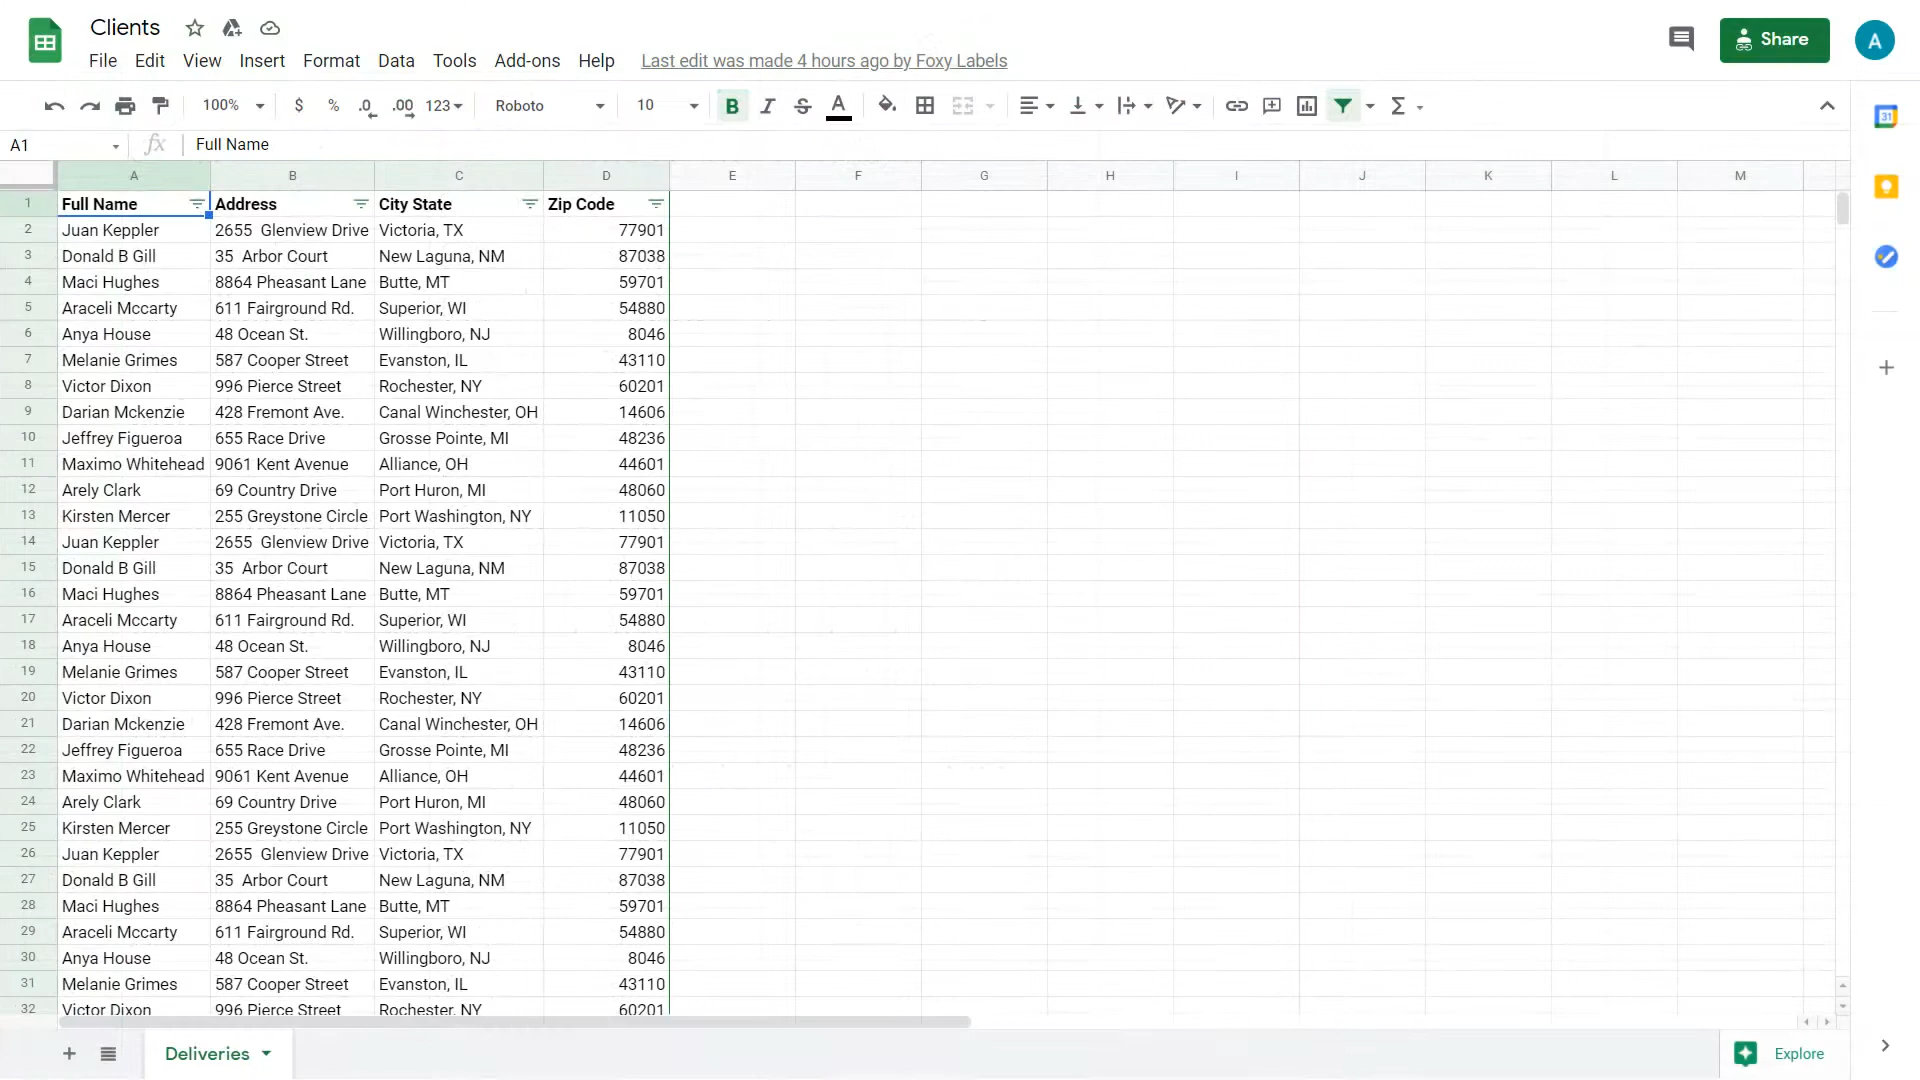 Clients
File Edit View Insert Format Data Tools Add-ons Help Last edit was made 4 hours ago by Foxy Labels
Share
A
100% $ % .0 .00 123 Roboto 10 B I S A Σ
31
A1 fx Full Name
A B C D E F G H I J K L M
1 Full Name Address City State Zip Code
2 Juan Keppler 2655  Glenview Drive Victoria, TX 77901
3 Donald B Gill 35  Arbor Court New Laguna, NM 87038
4 Maci Hughes 8864 Pheasant Lane Butte, MT 59701
5 Araceli Mccarty 611 Fairground Rd. Superior, WI 54880
6 Anya House 48 Ocean St. Willingboro, NJ 8046
7 Melanie Grimes 587 Cooper Street Evanston, IL 43110
8 Victor Dixon 996 Pierce Street Rochester, NY 60201
9 Darian Mckenzie 428 Fremont Ave. Canal Winchester, OH 14606
10 Jeffrey Figueroa 655 Race Drive Grosse Pointe, MI 48236
11 Maximo Whitehead 9061 Kent Avenue Alliance, OH 44601
12 Arely Clark 69 Country Drive Port Huron, MI 48060
13 Kirsten Mercer 255 Greystone Circle Port Washington, NY 11050
14 Juan Keppler 2655  Glenview Drive Victoria, TX 77901
15 Donald B Gill 35  Arbor Court New Laguna, NM 87038
16 Maci Hughes 8864 Pheasant Lane Butte, MT 59701
17 Araceli Mccarty 611 Fairground Rd. Superior, WI 54880
18 Anya House 48 Ocean St. Willingboro, NJ 8046
19 Melanie Grimes 587 Cooper Street Evanston, IL 43110
20 Victor Dixon 996 Pierce Street Rochester, NY 60201
21 Darian Mckenzie 428 Fremont Ave. Canal Winchester, OH 14606
22 Jeffrey Figueroa 655 Race Drive Grosse Pointe, MI 48236
23 Maximo Whitehead 9061 Kent Avenue Alliance, OH 44601
24 Arely Clark 69 Country Drive Port Huron, MI 48060
25 Kirsten Mercer 255 Greystone Circle Port Washington, NY 11050
26 Juan Keppler 2655  Glenview Drive Victoria, TX 77901
27 Donald B Gill 35  Arbor Court New Laguna, NM 87038
28 Maci Hughes 8864 Pheasant Lane Butte, MT 59701
29 Araceli Mccarty 611 Fairground Rd. Superior, WI 54880
30 Anya House 48 Ocean St. Willingboro, NJ 8046
31 Melanie Grimes 587 Cooper Street Evanston, IL 43110
32 Victor Dixon 996 Pierce Street Rochester, NY 60201
Deliveries
Explore